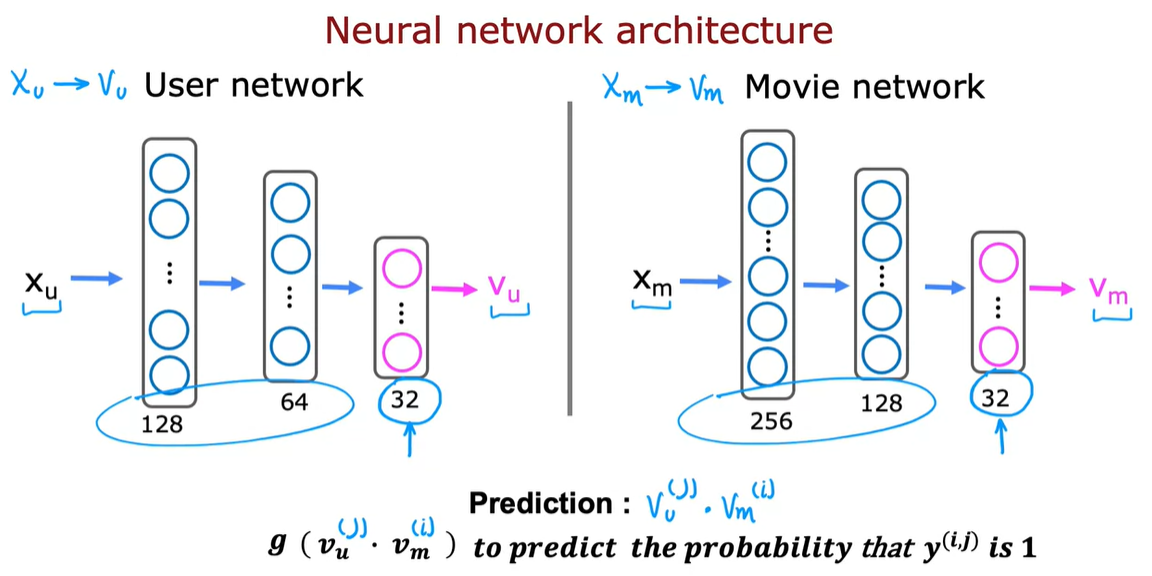 Neural network architecture
Xu → Vu User network
Xm → Vm Movie network
xu
vu
128
64
32
xm
vm
256
128
32
Prediction : Vu(j) · Vm(i)
g ( vu(j) · vm(i) ) to predict the probability that y(i,j) is 1